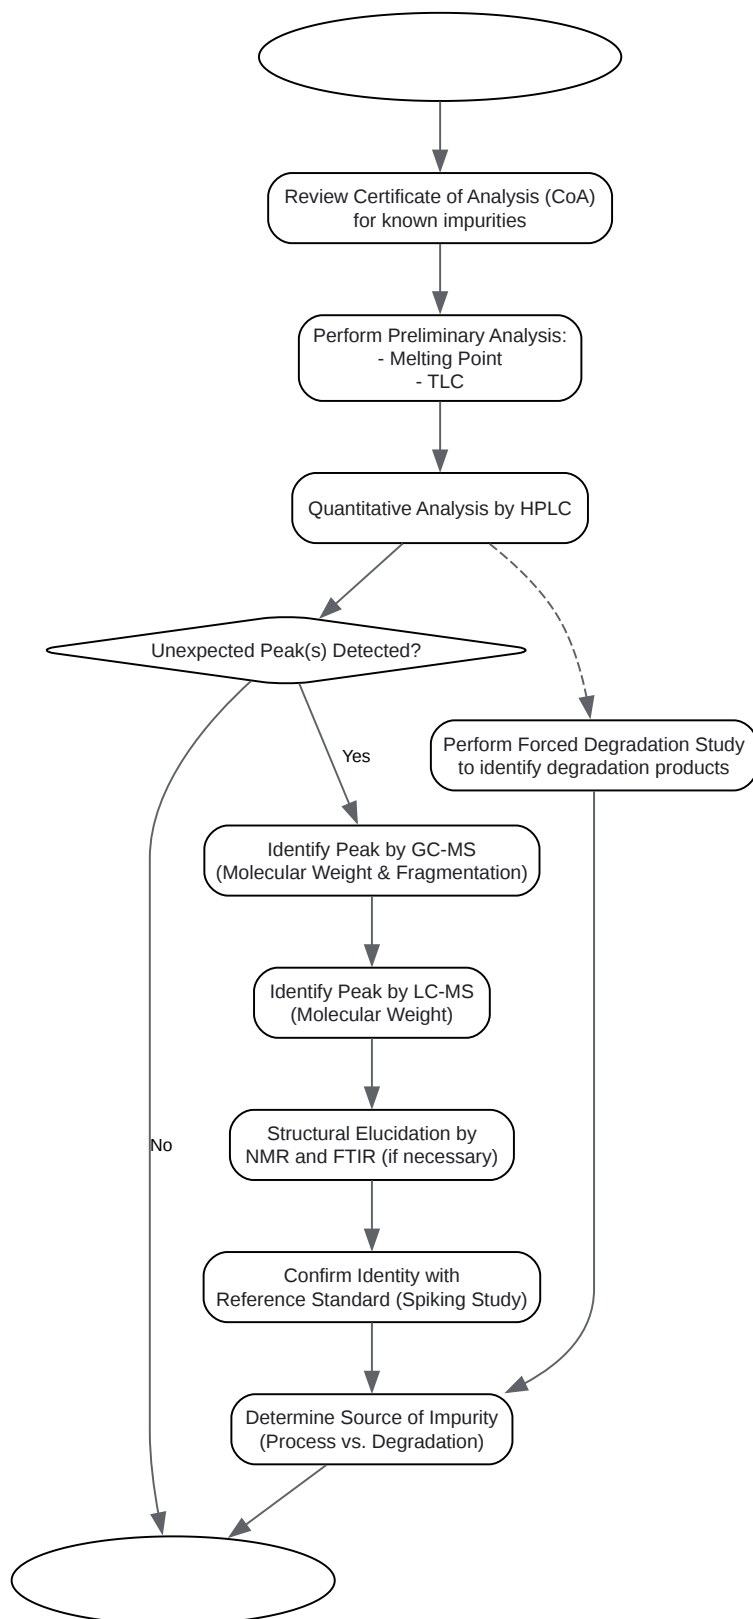 Review Certificate of Analysis (CoA)
for known impurities
Perform Preliminary Analysis:
- Melting Point
- TLC
Quantitative Analysis by HPLC
Unexpected Peak(s) Detected?
Perform Forced Degradation Study
to identify degradation products
Yes
Identify Peak by GC-MS
(Molecular Weight & Fragmentation)
Identify Peak by LC-MS
(Molecular Weight)
Structural Elucidation by
NMR and FTIR (if necessary)
No
Confirm Identity with
Reference Standard (Spiking Study)
Determine Source of Impurity
(Process vs. Degradation)